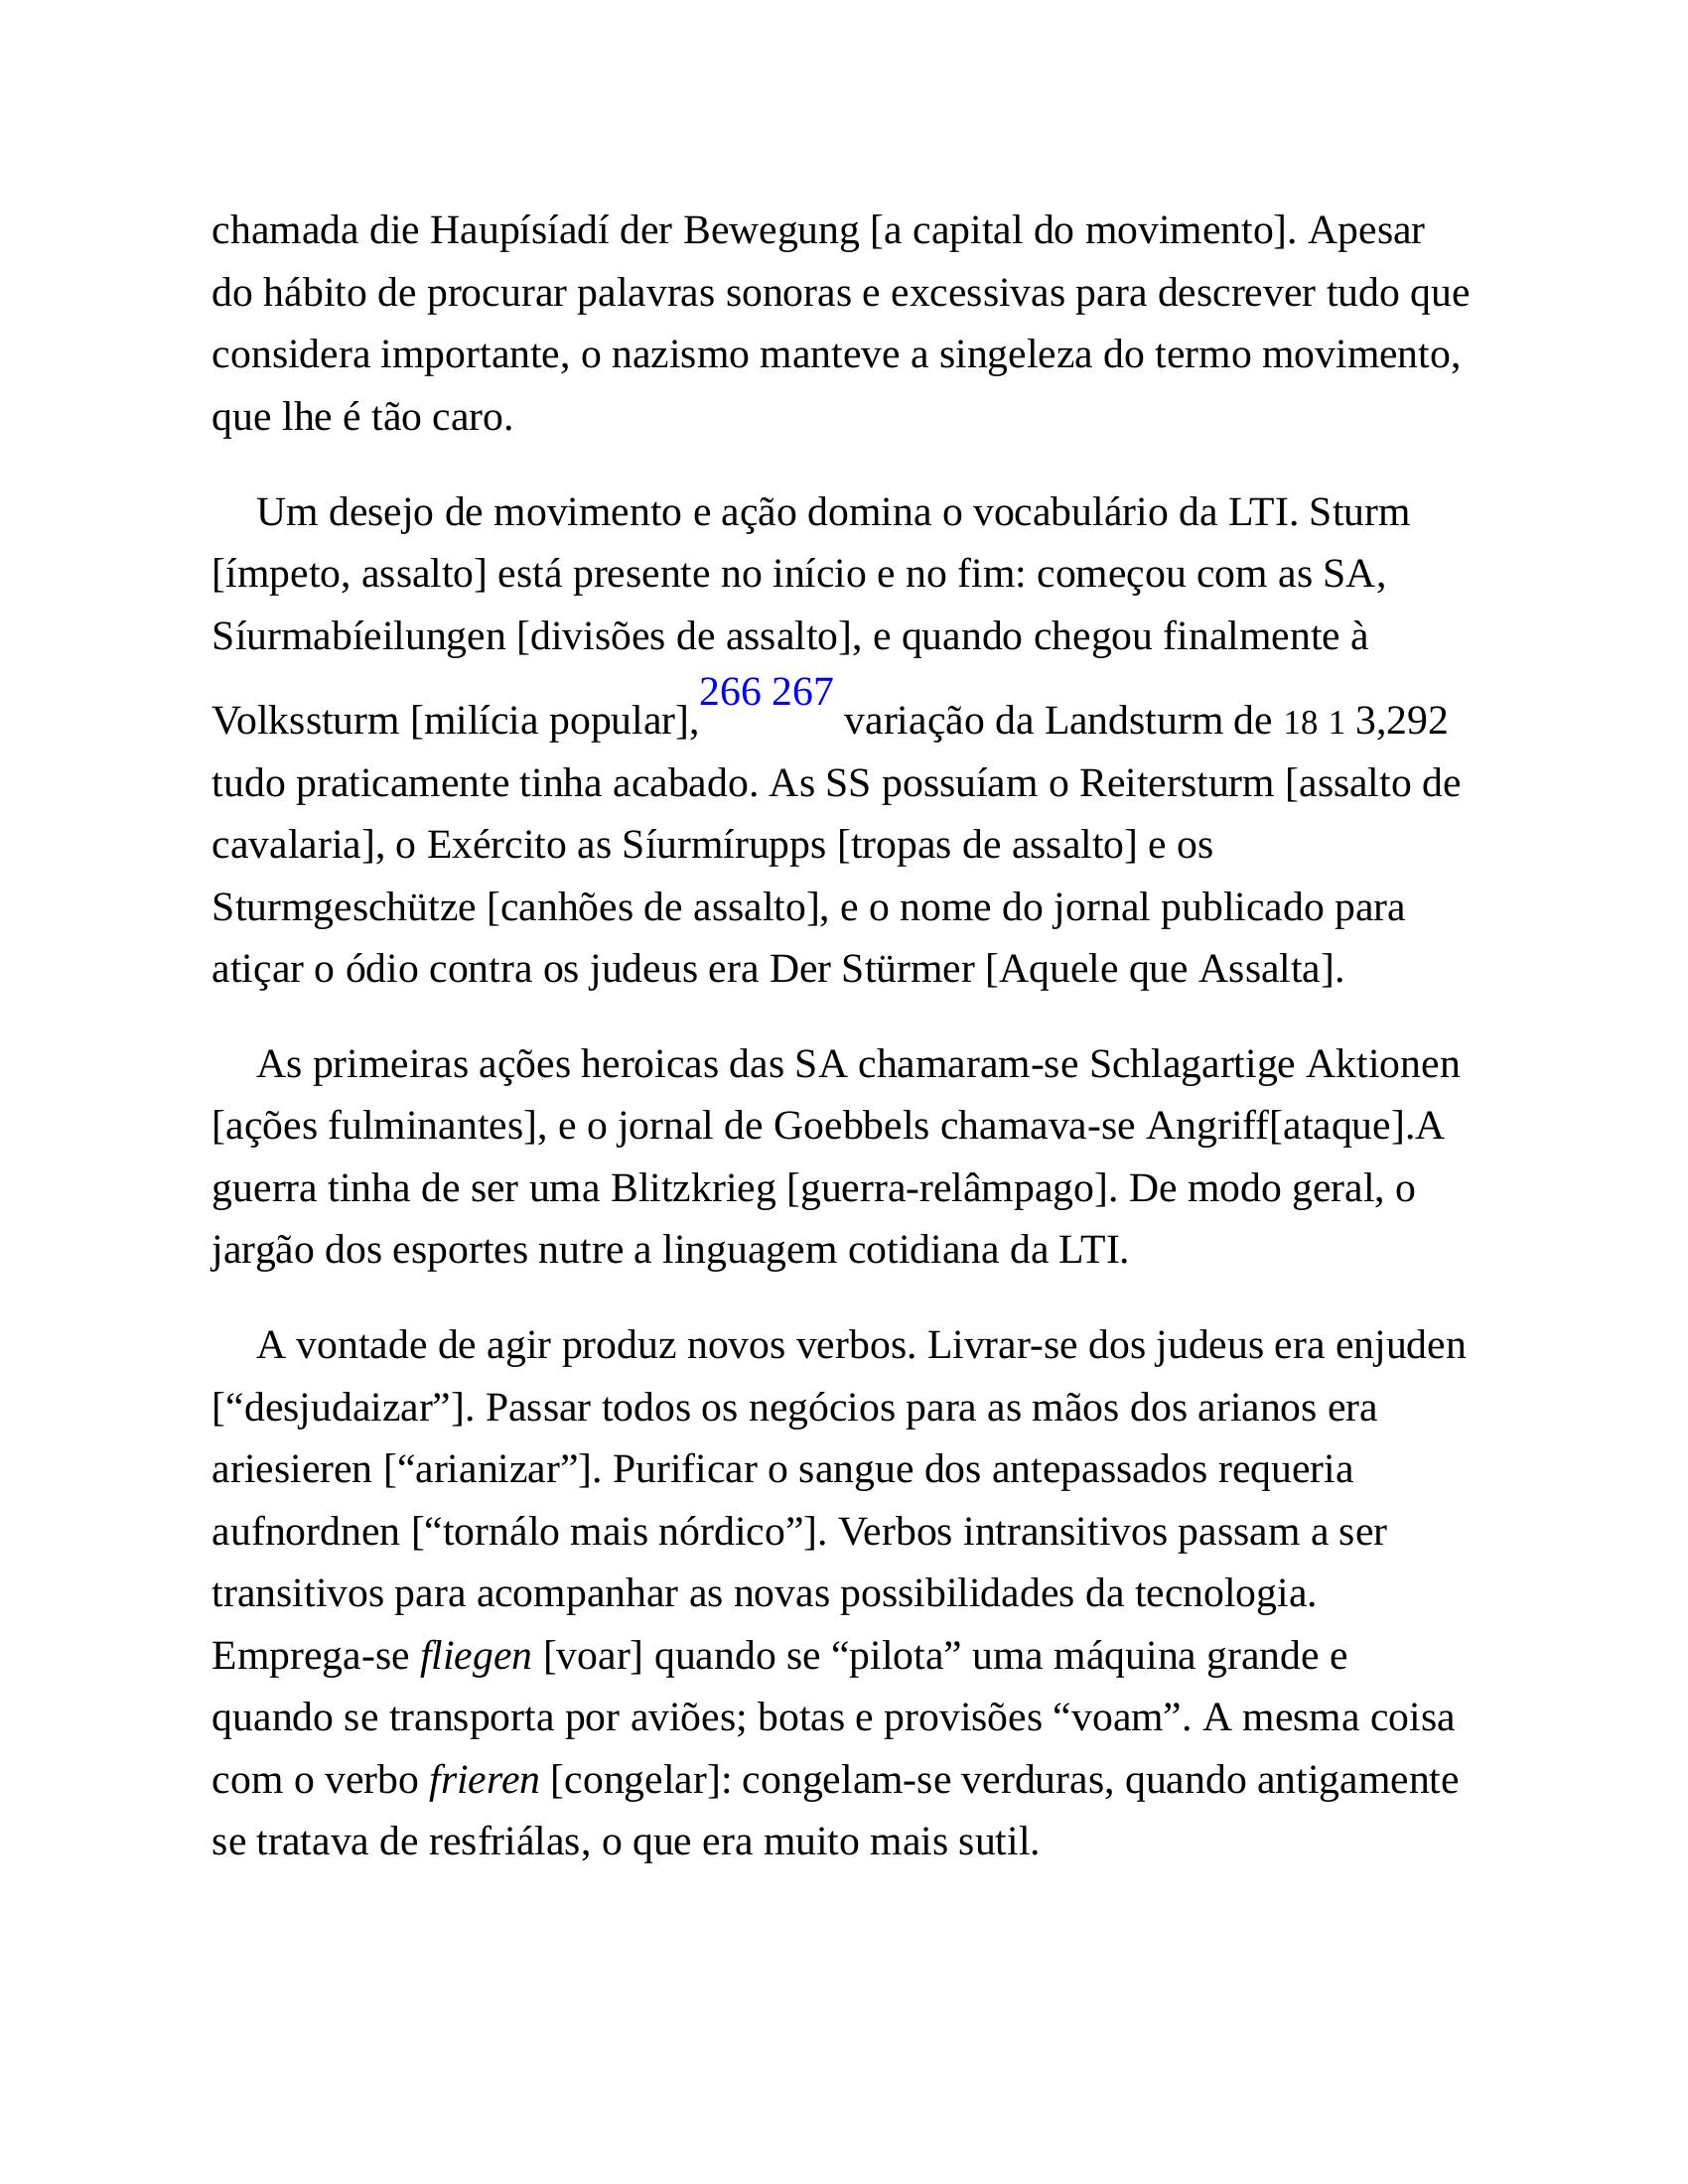 chamada die Haupísíadí der Bewegung [a capital do movimento]. Apesar
do hábito de procurar palavras sonoras e excessivas para descrever tudo que
considera importante, o nazismo manteve a singeleza do termo movimento,
que lhe é tão caro.
Um desejo de movimento e ação domina o vocabulário da LTI. Sturm
[ímpeto, assalto] está presente no início e no fim: começou com as SA,
Síurmabíeilungen [divisões de assalto], e quando chegou finalmente à
Volkssturm [milícia popular],266 267 variação da Landsturm de 18 1 3,292
tudo praticamente tinha acabado. As SS possuíam o Reitersturm [assalto de
cavalaria], o Exército as Síurmírupps [tropas de assalto] e os
Sturmgeschütze [canhões de assalto], e o nome do jornal publicado para
atiçar o ódio contra os judeus era Der Stürmer [Aquele que Assalta].
As primeiras ações heroicas das SA chamaram-se Schlagartige Aktionen
[ações fulminantes], e o jornal de Goebbels chamava-se Angriff[ataque].A
guerra tinha de ser uma Blitzkrieg [guerra-relâmpago]. De modo geral, o
jargão dos esportes nutre a linguagem cotidiana da LTI.
A vontade de agir produz novos verbos. Livrar-se dos judeus era enjuden
[“desjudaizar”]. Passar todos os negócios para as mãos dos arianos era
ariesieren [“arianizar”]. Purificar o sangue dos antepassados requeria
aufnordnen [“tornálo mais nórdico”]. Verbos intransitivos passam a ser
transitivos para acompanhar as novas possibilidades da tecnologia.
Emprega-se fliegen [voar] quando se “pilota” uma máquina grande e
quando se transporta por aviões; botas e provisões “voam”. A mesma coisa
com o verbo frieren [congelar]: congelam-se verduras, quando antigamente
se tratava de resfriálas, o que era muito mais sutil.